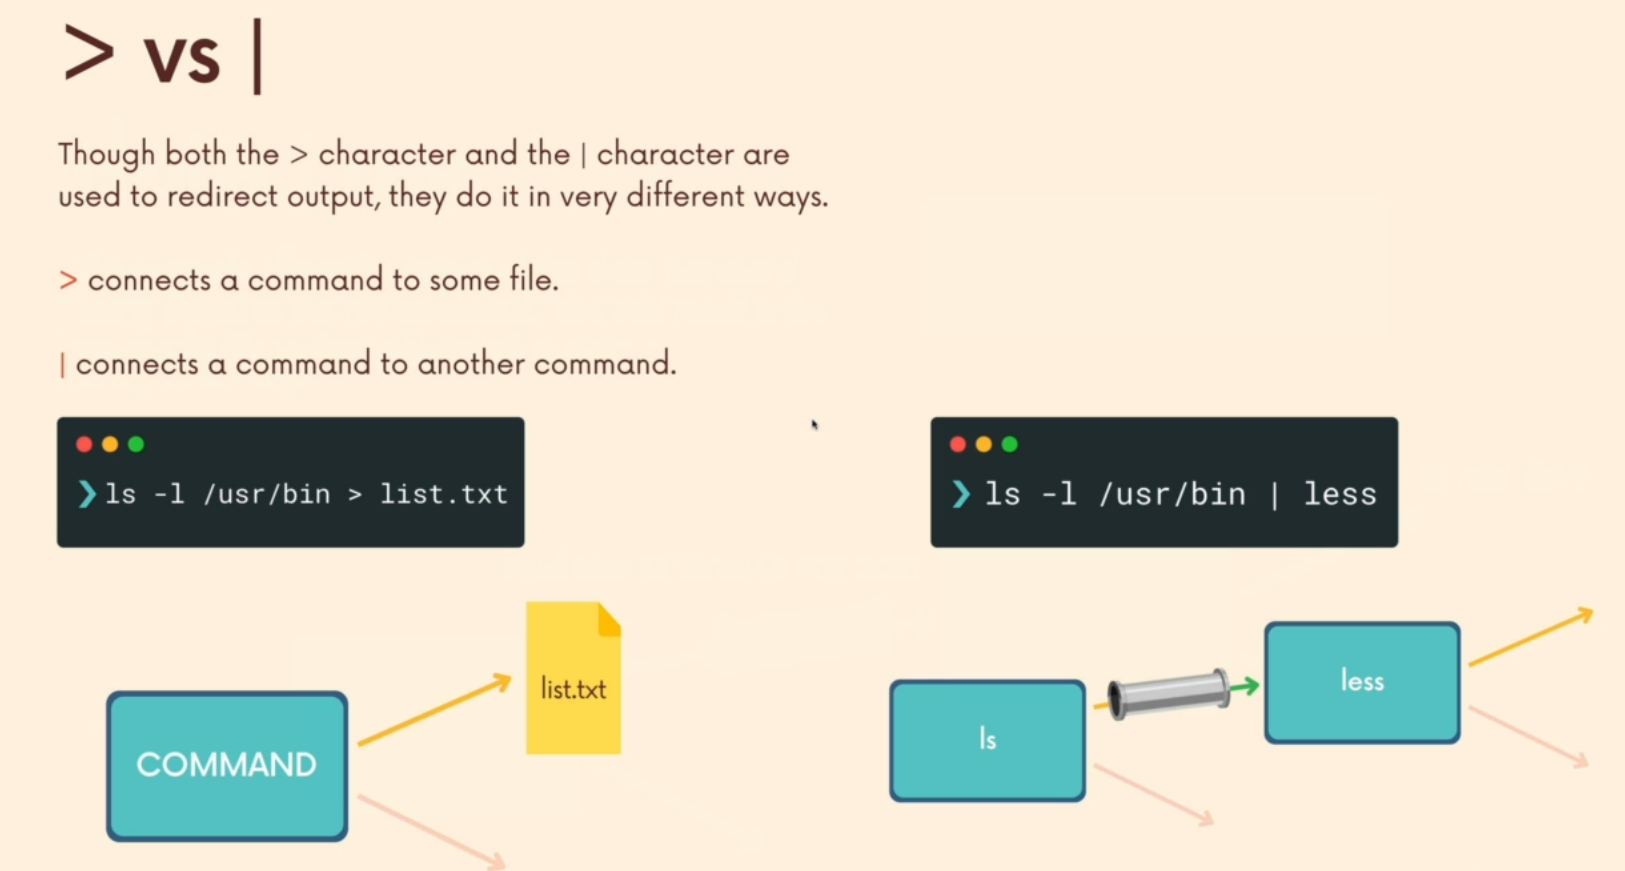 > vs |
Though both the > character and the | character are
used to redirect output, they do it in very different ways.
> connects a command to some file.
| connects a command to another command.
❯ ls -l /usr/bin > list.txt
❯ ls -l /usr/bin | less
COMMAND
list.txt
ls
less